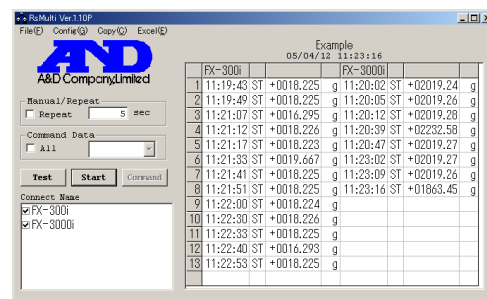 RsMulti Ver.1.10P
File(F) Config(G) Copy(C) Excel(E)
AND
A&D Company,Limited
Manual/Repeat
Repeat 5 sec
Command Data
All
Test Start Command
Connect Name
FX-300i
FX-3000i
Example
05/04/12 11:23:16
FX-300i FX-3000i
1 11:19:43 ST +0018.225 g 11:20:02 ST +02019.24 g
2 11:19:49 ST +0018.225 g 11:20:05 ST +02019.26 g
3 11:21:07 ST +0016.295 g 11:20:12 ST +02019.28 g
4 11:21:12 ST +0018.226 g 11:20:39 ST +02232.58 g
5 11:21:17 ST +0018.223 g 11:20:47 ST +02019.27 g
6 11:21:33 ST +0019.667 g 11:23:02 ST +02019.27 g
7 11:21:41 ST +0018.225 g 11:23:09 ST +02019.26 g
8 11:21:51 ST +0018.225 g 11:23:16 ST +01863.45 g
9 11:22:00 ST +0018.224 g
10 11:22:30 ST +0018.226 g
11 11:22:33 ST +0018.225 g
12 11:22:40 ST +0016.293 g
13 11:22:53 ST +0018.225 g